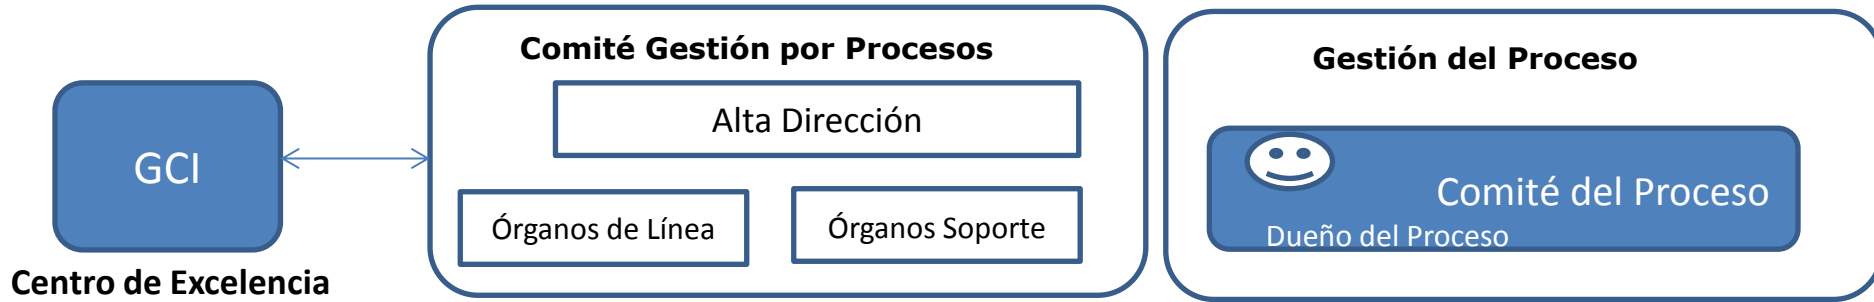 GCI
Centro de Excelencia
Comité Gestión por Procesos
Alta Dirección
Órganos de Línea
Órganos Soporte
Gestión del Proceso
Comité del Proceso
Dueño del Proceso